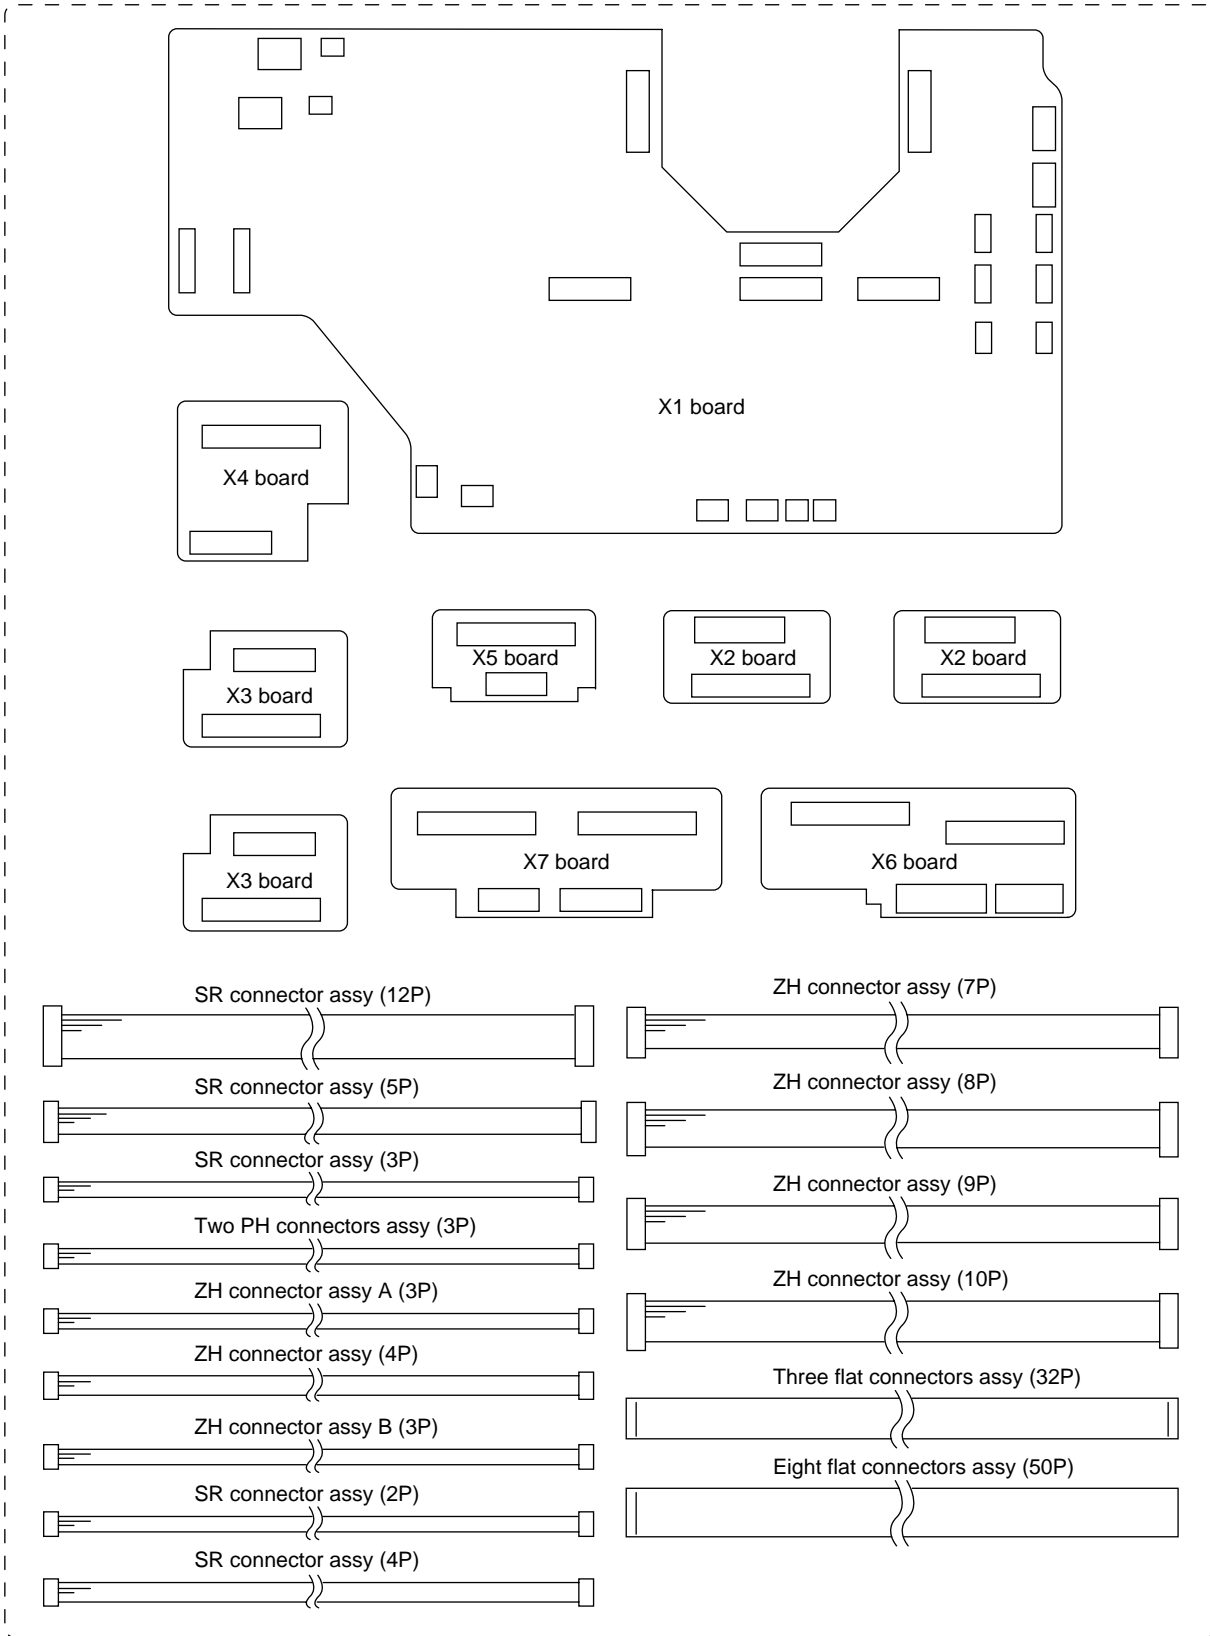 X1 board
X4 board
X5 board
X2 board
X2 board
X3 board
X7 board
X6 board
X3 board
SR connector assy (12P)
SR connector assy (5P)
SR connector assy (3P)
Two PH connectors assy (3P)
ZH connector assy A (3P)
ZH connector assy (4P)
ZH connector assy B (3P)
SR connector assy (2P)
SR connector assy (4P)
ZH connector assy (7P)
ZH connector assy (8P)
ZH connector assy (9P)
ZH connector assy (10P)
Three flat connectors assy (32P)
Eight flat connectors assy (50P)